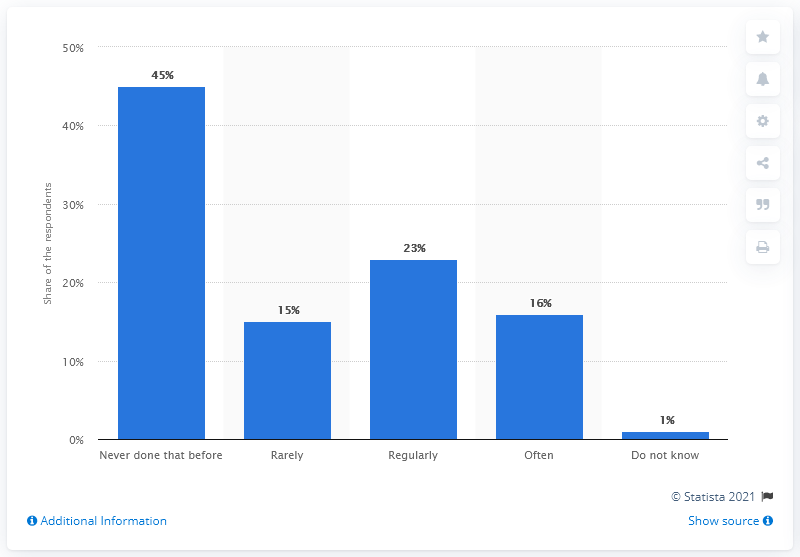 50%
45%
40%
30%
Share of the respondents
23%
20%
15%
16%
10%
1%
0%
Never done that before
Rarely
Regularly
Often
Do not know
© Statista 2021
Additional Information
Show source